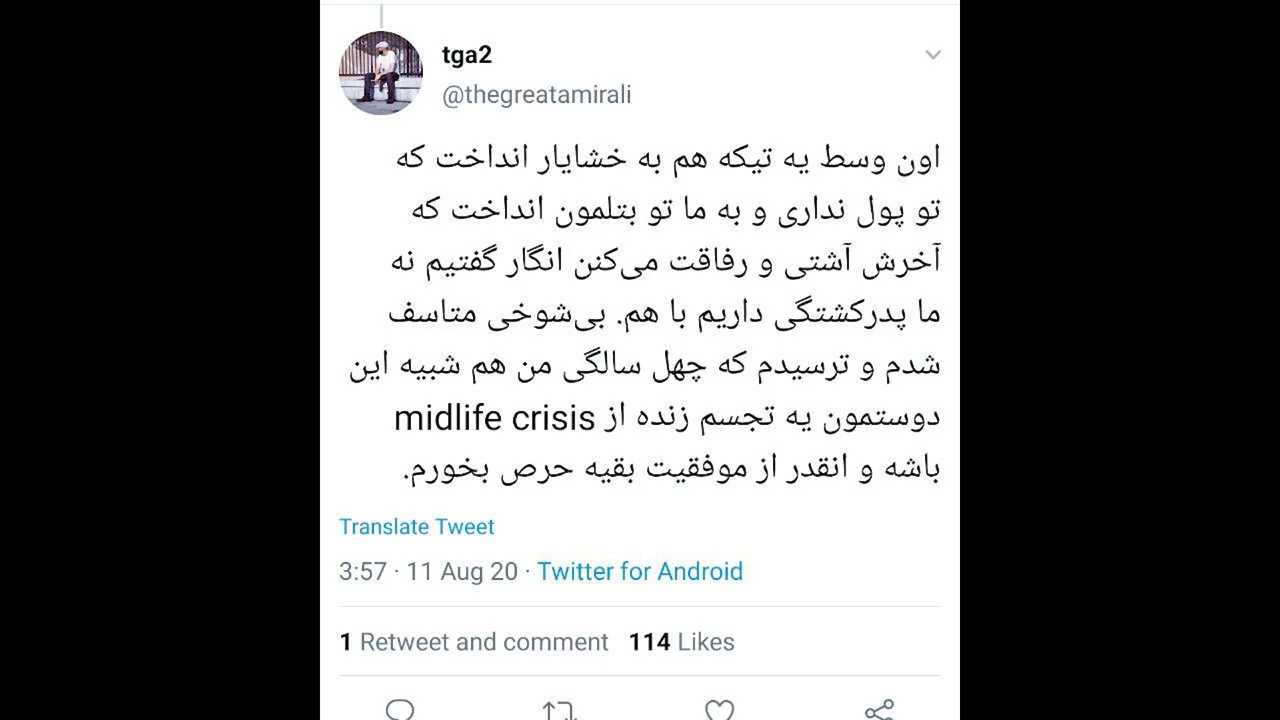 tga2
@thegreatamirali
اون وسط یه تیکه هم به خشایار انداخت که
تو پول نداری و به ما تو بتلمون انداخت که
آخرش آشتی و رفاقت می‌کنن انگار گفتیم نه
ما پدرکشتگی داریم با هم. بی‌شوخی متاسف
شدم و ترسیدم که چهل سالگی من هم شبیه این
دوستمون یه تجسم زنده از midlife crisis
باشه و انقدر از موفقیت بقیه حرص بخورم.
Translate Tweet
3:57 · 11 Aug 20 · Twitter for Android
1 Retweet and comment 114 Likes